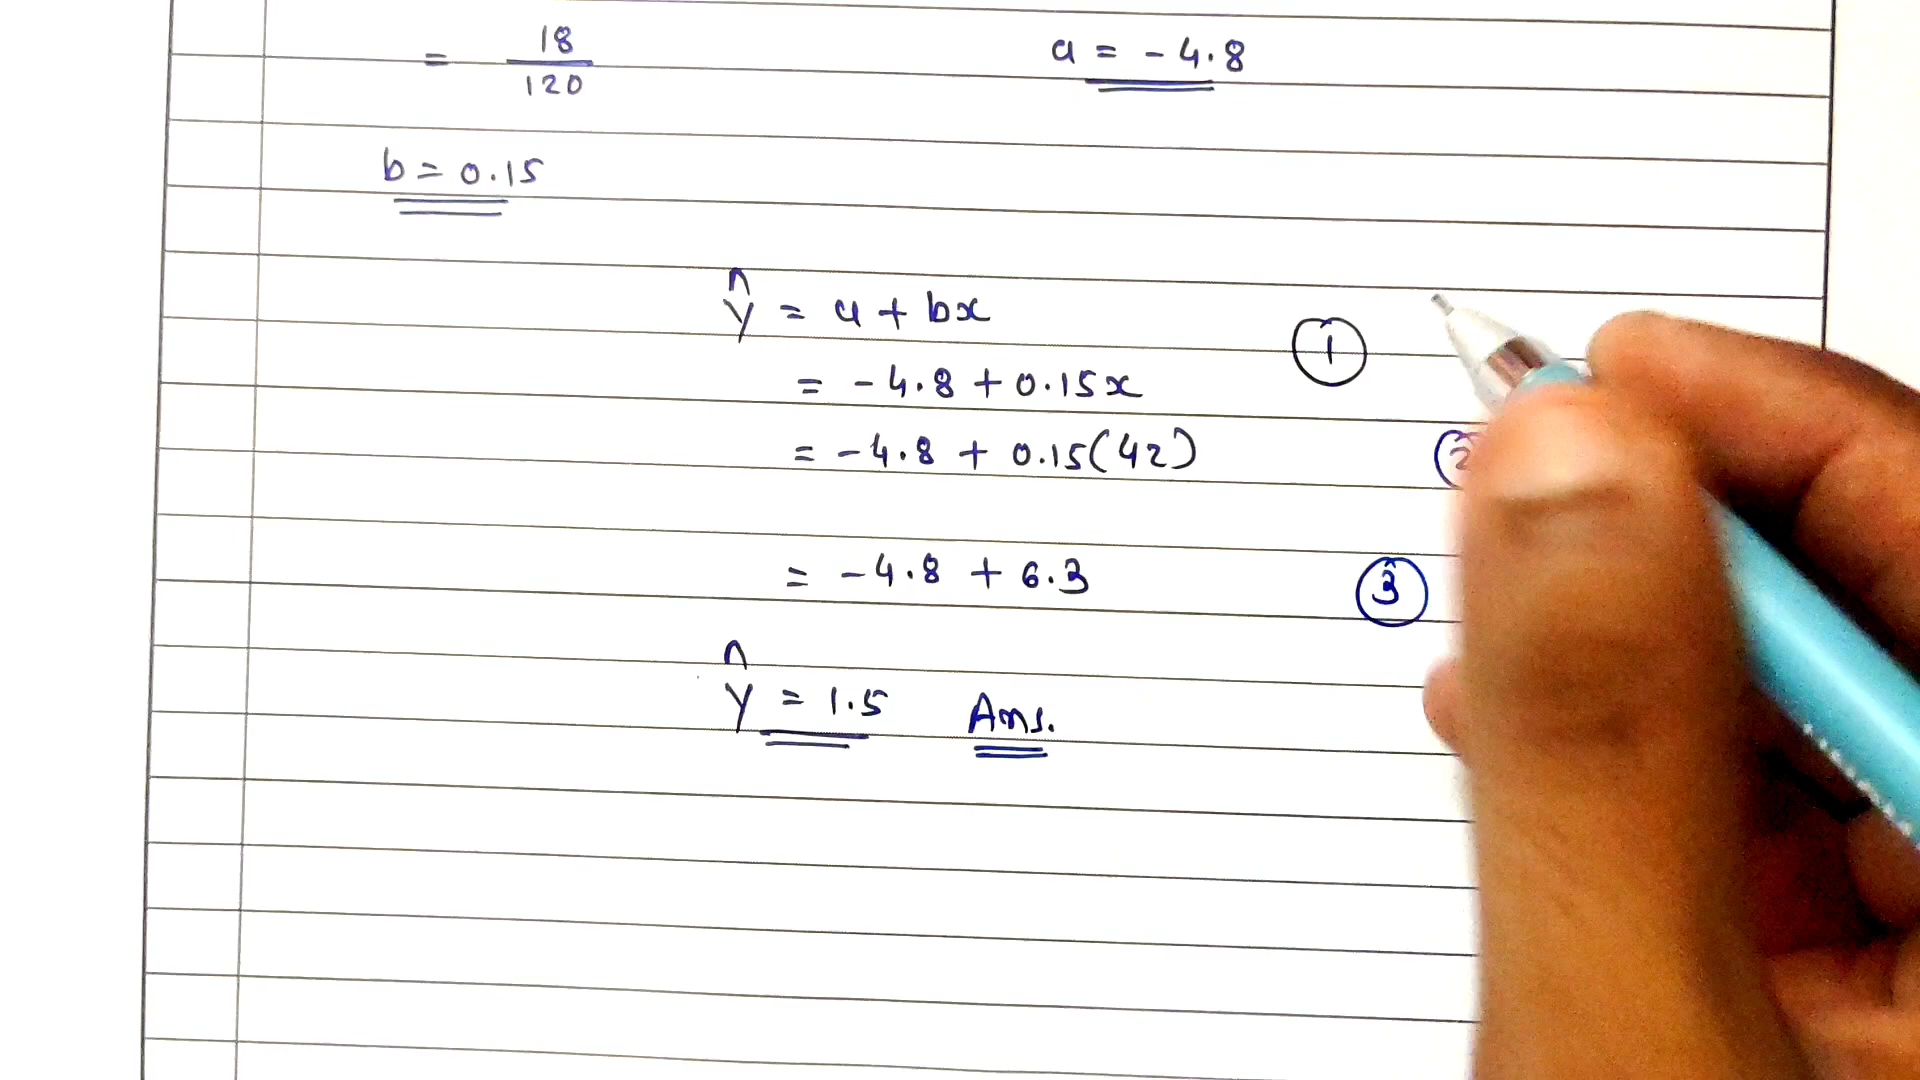 = 18/120
a = -4.8
b = 0.15
ŷ = a + bx
①
= -4.8 + 0.15x
= -4.8 + 0.15(42)
②
= -4.8 + 6.3
③
ŷ = 1.5 Ans.